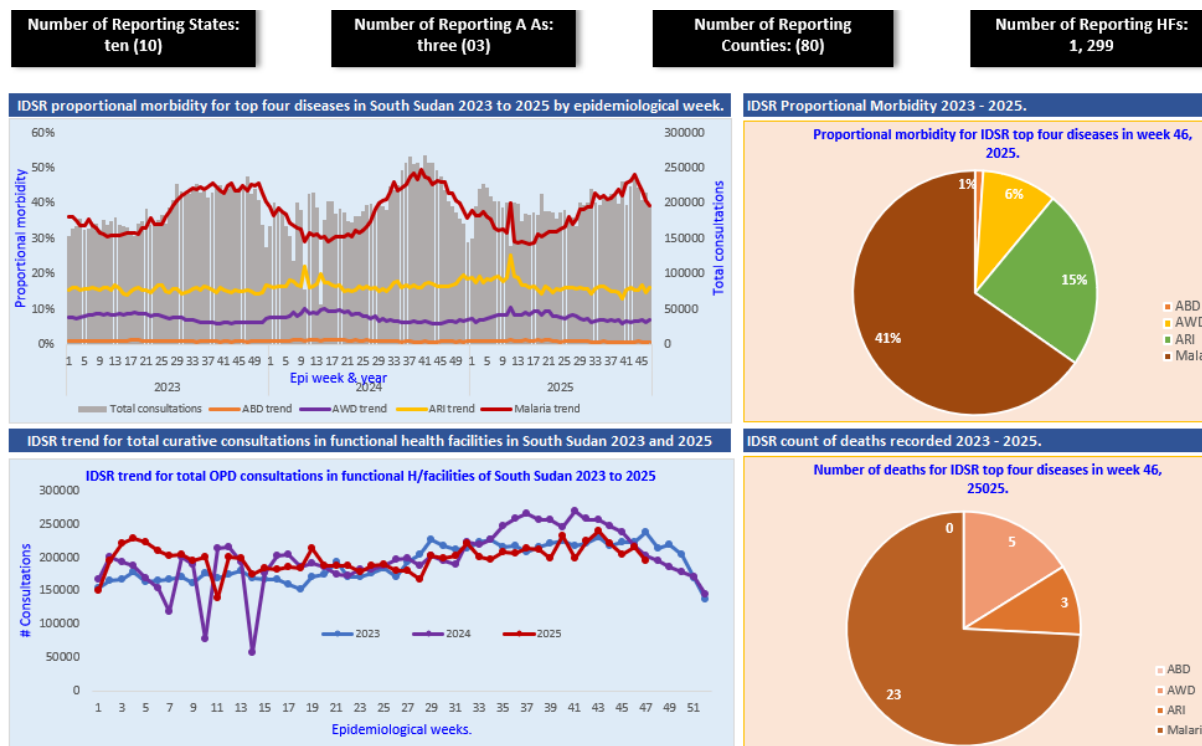 Number of Reporting States:
ten (10)
Number of Reporting A As:
three (03)
Number of Reporting
Counties: (80)
Number of Reporting HFs:
1, 299
IDSR proportional morbidity for top four diseases in South Sudan 2023 to 2025 by epidemiological week.
60%
50%
40%
30%
20%
10%
0%
Proportional morbidity
300000
250000
200000
150000
100000
50000
0
Total consultations
1 5 9 13 17 21 25 29 33 37 41 45 49 1 5 9 13 17 21 25 29 33 37 41 45 49 1 5 9 13 17 21 25 29 33 37 41 45
2023 2024 2025
Epi week & year
Total consultations ABD trend AWD trend ARI trend Malaria trend
IDSR Proportional Morbidity 2023 - 2025.
Proportional morbidity for IDSR top four diseases in week 46,
2025.
1%
6%
15%
41%
ABD
AWD
ARI
Mala
IDSR trend for total curative consultations in functional health facilities in South Sudan 2023 and 2025
IDSR trend for total OPD consultations in functional H/facilities of South Sudan 2023 to 2025
300000
250000
200000
150000
100000
50000
0
# Consultations
2023 2024 2025
1 3 5 7 9 11 13 15 17 19 21 23 25 27 29 31 33 35 37 39 41 43 45 47 49 51
Epidemiological weeks.
IDSR count of deaths recorded 2023 - 2025.
Number of deaths for IDSR top four diseases in week 46,
25025.
0
5
3
23
ABD
AWD
ARI
Malaria